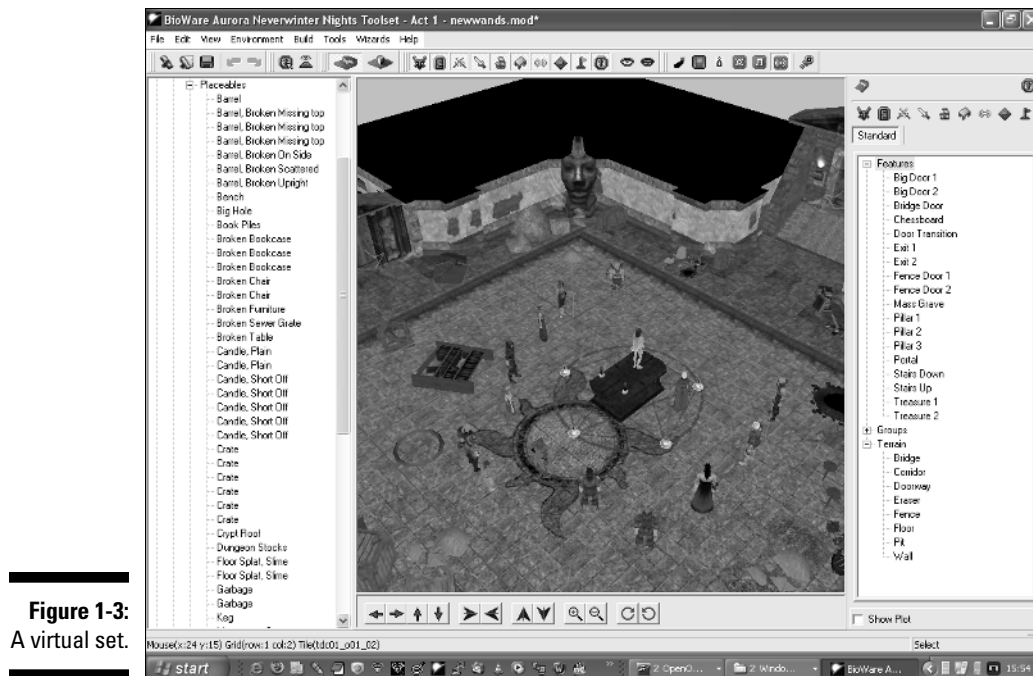 BioWare Aurora Neverwinter Nights Toolset - Act 1 - newwands.mod*
File Edit View Environment Build Tools Wizards Help
Placeables
Barrel
Barrel, Broken Missing top
Barrel, Broken Missing top
Barrel, Broken Missing top
Barrel, Broken On Side
Barrel, Broken Scattered
Barrel, Broken Upright
Bench
Big Hole
Book Piles
Broken Bookcase
Broken Bookcase
Broken Bookcase
Broken Chair
Broken Chair
Broken Furniture
Broken Sewer Grate
Broken Table
Candle, Plain
Candle, Plain
Candle, Short Off
Candle, Short Off
Candle, Short Off
Candle, Short Off
Candle, Short Off
Crate
Crate
Crate
Crate
Crate
Crate
Crypt Floor
Dungeon Stocks
Floor Splat, Slime
Floor Splat, Slime
Garbage
Garbage
Keg
Standard
Features
Big Door 1
Big Door 2
Bridge Door
Chessboard
Door Transition
Exit 1
Exit 2
Fence Door 1
Fence Door 2
Mass Grave
Pillar 1
Pillar 2
Pillar 3
Portal
Stairs Down
Stairs Up
Treasure 1
Treasure 2
Groups
Terrain
Bridge
Corridor
Doorway
Eraser
Fence
Floor
Pit
Wall
Show Plot
Mouse(x:24 y:15) Grid(row:1 col:2) Tile(tdc01_o01_02)
Select
start
2 OpenO...
2 Windo...
BioWare A...
15:54
Figure 1-3:
A virtual set.